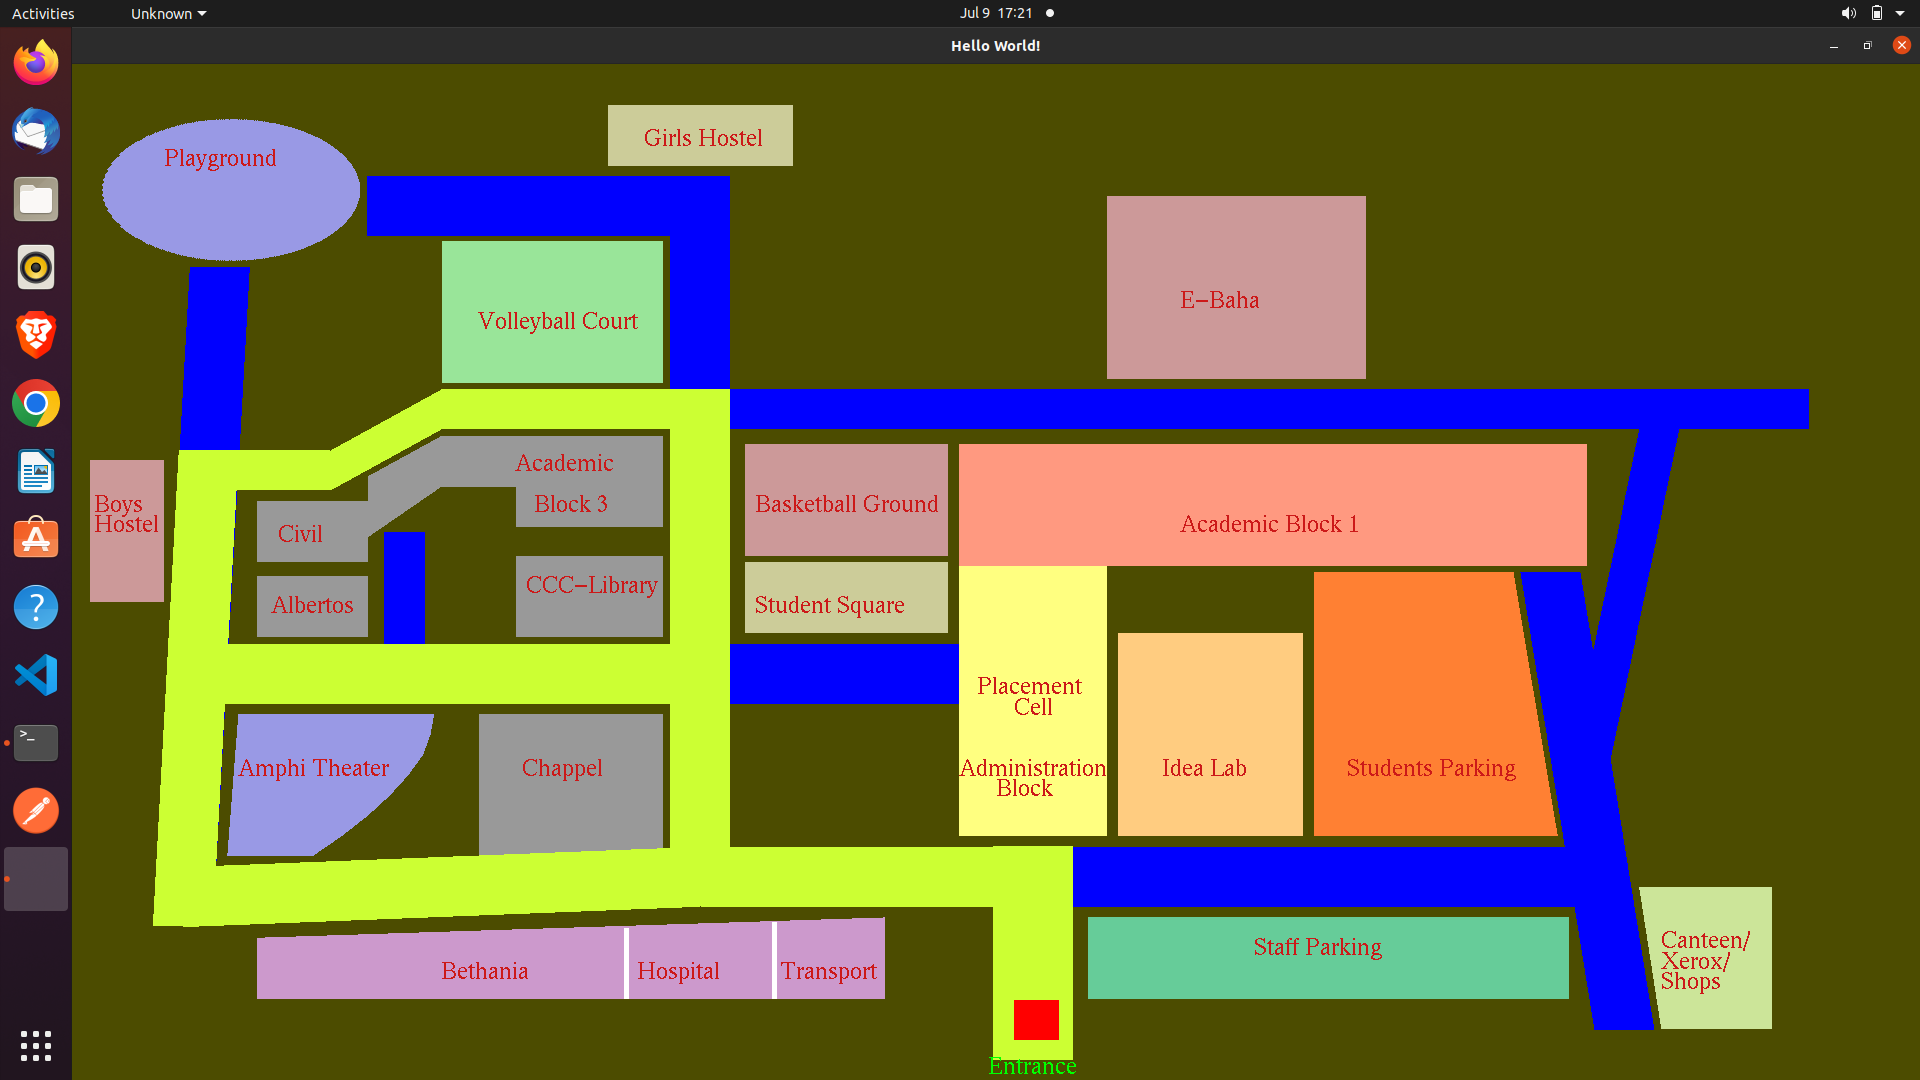 Activities
Unknown
Jul 9 17:21
Hello World!
Girls Hostel
Playground
E-Baha
Volleyball Court
Academic
Block 3
Boys
Hostel
Civil
Basketball Ground
Academic Block 1
CCC-Library
Albertos
Student Square
Placement
Cell
Amphi Theater
Chappel
Administration
Block
Idea Lab
Students Parking
Bethania
Hospital
Transport
Staff Parking
Canteen/
Xerox/
Shops
Entrance